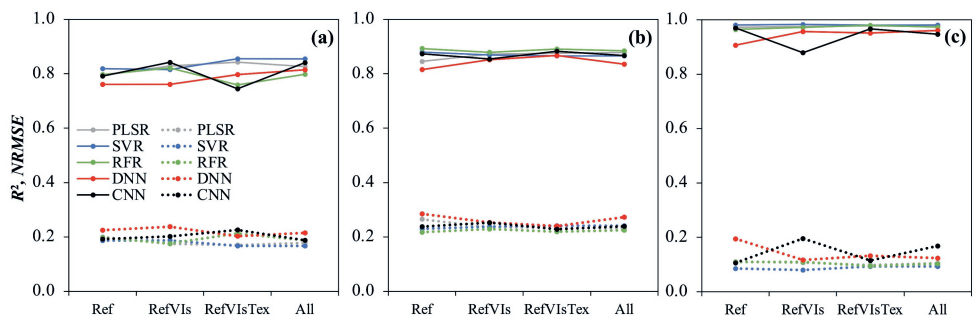 1.0 (a) 1.0 (b) 1.0 (c)
0.8 0.8 0.8
0.6 0.6 0.6
PLSR PLSR
SVR SVR
RFR RFR
DNN DNN
CNN CNN
R², NRMSE
0.4 0.4 0.4
0.2 0.2 0.2
0.0 0.0 0.0
Ref RefVIs RefVIsTex All Ref RefVIs RefVIsTex All Ref RefVIs RefVIsTex All